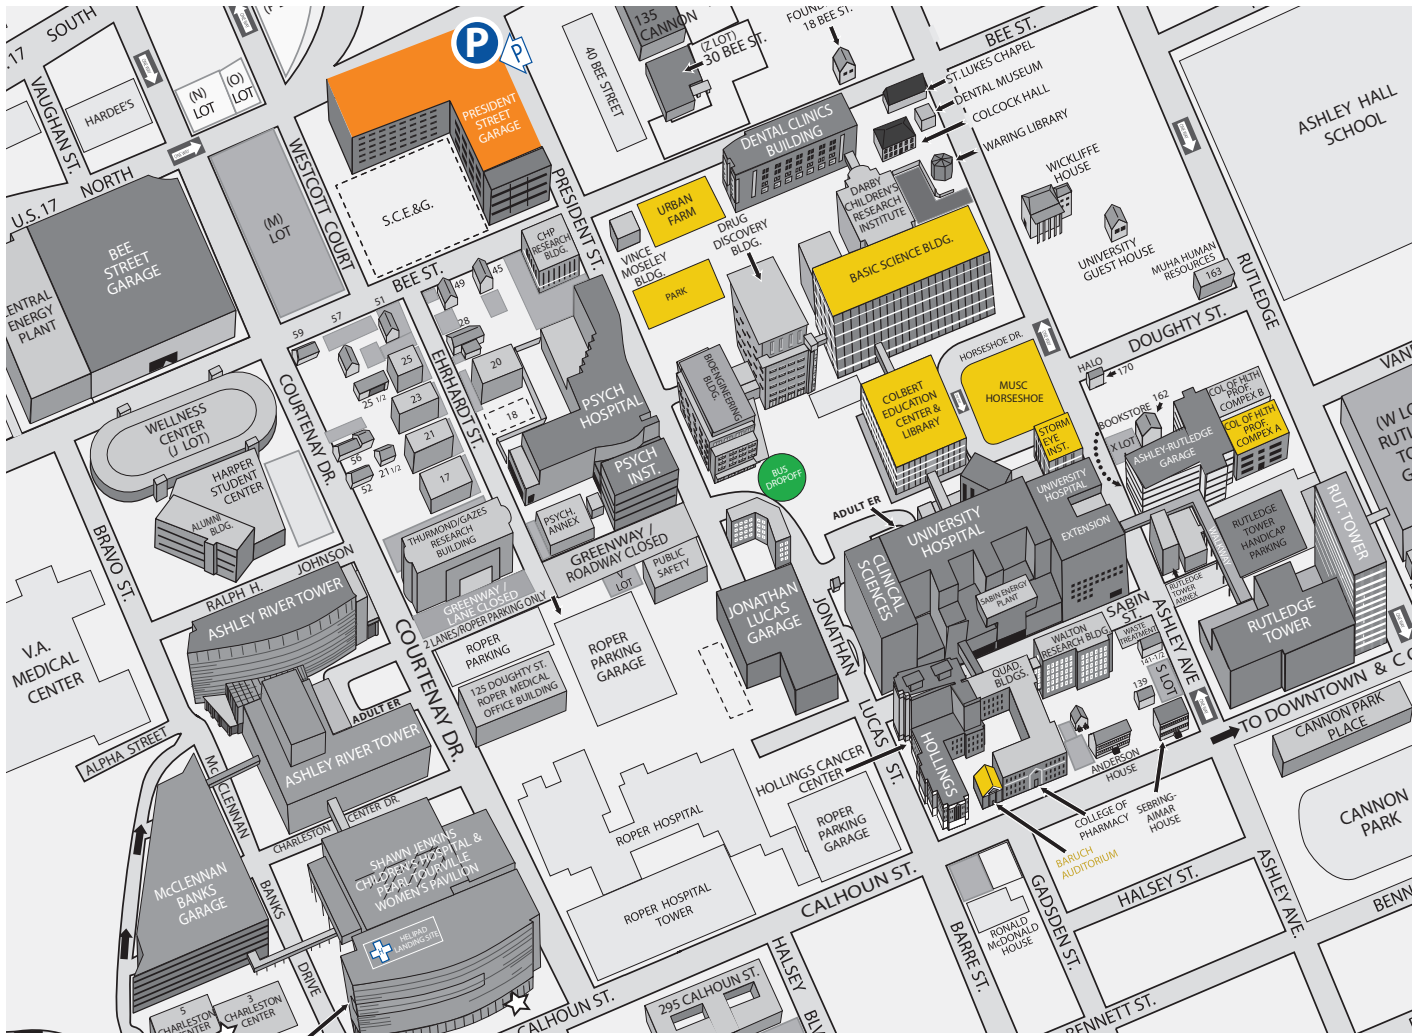 SOUTH
.17
VAUGHAN ST.
HARDEE'S
NORTH
U.S.17
(N)
LOT
(O)
LOT
P
P
PRESIDENT
STREET
GARAGE
135
CANNON
40 BEE STREET
(Z LOT)
30 BEE ST.
18 BEE ST.
BEE ST.
ST. LUKES CHAPEL
DENTAL MUSEUM
COLCOCK HALL
WARING LIBRARY
ASHLEY HALL
SCHOOL
WICKLIFFE
HOUSE
UNIVERSITY
GUEST HOUSE
MUHA HUMAN
RESOURCES
163
RUTLEDGE
DOUGHTY ST.
DENTAL CLINICS
BUILDING
DARBY
CHILDREN'S
RESEARCH
INSTITUTE
URBAN
FARM
DRUG
DISCOVERY
BLDG.
VINCE
MOSELEY
BLDG.
PARK
BASIC SCIENCE BLDG.
WESTCOTT COURT
(M)
LOT
S.C.E.&G.
PRESIDENT ST.
CHP
RESEARCH
BLDG.
BEE ST.
BEE
STREET
GARAGE
ENERGY
PLANT
45
49
28
51
57
59
25
25 1/2
23
21
21 1/2
56
52
17
20
18
EHRHARDT ST.
COURTENAY DR.
PSYCH
HOSPITAL
PSYCH
INST.
PSYCH.
ANNEX
BIOENGINEERING
BLDG.
COLBERT
EDUCATION
CENTER &
LIBRARY
HORSESHOE DR.
MUSC
HORSESHOE
STORM
EYE
INST.
HALO
170
162
BOOKSTORE
X LOT
ASHLEY-RUTLEDGE
GARAGE
COL OF HLTH
PROF.
COMPEX B
COL OF HLTH
PROF.
COMPEX A
BUS
DROPOFF
ADULT ER
WELLNESS
CENTER
(J LOT)
HARPER
STUDENT
CENTER
ALUMNI
BLDG.
BRAVO ST.
RALPH H.
JOHNSON
THURMOND/GAZES
RESEARCH
BUILDING
GREENWAY /
ROADWAY CLOSED
GREENWAY /
LANE CLOSED
2 LANES/ROPER PARKING ONLY
V
LOT
PUBLIC
SAFETY
CLINICAL
SCIENCES
UNIVERSITY
HOSPITAL
UNIVERSITY
HOSPITAL
EXTENSION
SABIN ENERGY
PLANT
WALKWAY
RUTLEDGE
TOWER
HANDICAP
PARKING
RUT. TOWER
RUTLEDGE
TOWER
ANNEX
RUTLEDGE
TOWER
SABIN
ST.
WASTE
TREATMENT
141-1/2
S LOT
139
WALTON
RESEARCH BLDG
QUAD.
BLDGS.
ASHLEY AVE
V.A.
MEDICAL
CENTER
ASHLEY RIVER TOWER
ADULT ER
ASHLEY RIVER TOWER
COURTENAY DR.
ROPER
PARKING
125 DOUGHTY ST.
ROPER MEDICAL
OFFICE BUILDING
ROPER
PARKING
GARAGE
JONATHAN
LUCAS
GARAGE
JONATHAN
LUCAS
ST.
HOLLINGS
HOLLINGS CANCER
CENTER
TO DOWNTOWN &
CANNON PARK
PLACE
CANNON
PARK
ANDERSON
HOUSE
SEBRING-
AIMAR
HOUSE
COLLEGE OF
PHARMACY
BARUCH
AUDITORIUM
ALPHA STREET
McCLENNAN
BANKS
DRIVE
McCLENNAN
BANKS
GARAGE
CHARLESTON
CENTER DR.
SHAWN JENKINS
CHILDREN'S HOSPITAL &
PEARL TOURVILLE
WOMEN'S PAVILION
H
HELIPAD
LANDING SITE
ROPER HOSPITAL
ROPER HOSPITAL
TOWER
ROPER
PARKING
GARAGE
CALHOUN ST.
HALSEY ST.
ASHLEY AVE.
RONALD
McDONALD
HOUSE
GADSDEN ST.
BARRE ST.
BENNETT ST.
5
CHARLESTON
CENTER
3
CHARLESTON
CENTER
CALHOUN ST.
295 CALHOUN ST.
HALSEY